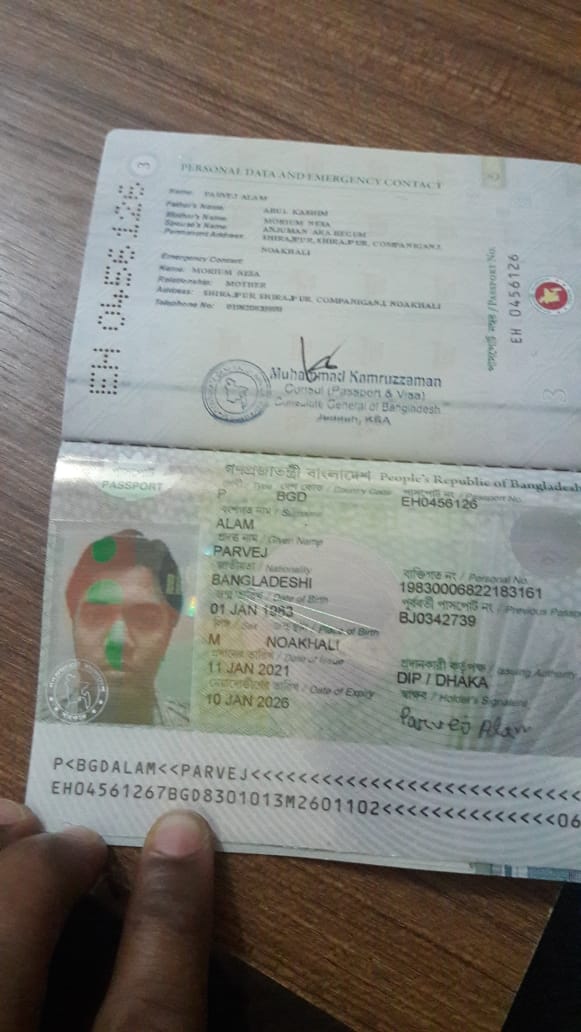 EH 0456126
3
PERSONAL DATA AND EMERGENCY CONTACT
Name: PARVEJ ALAM
Father's Name: ABUL KASHIM
Mother's Name: MORIUM NESA
Spouse's Name: ANJUMAN ARA BEGUM
Permanent Address: SHIRAJPUR, SHIRAJPUR, COMPANIGANJ,
NOAKHALI
Emergency Contact:
Name: MORIUM NESA
Relationship: MOTHER
Address: SHIRAJPUR SHIRAJPUR COMPANIGANJ, NOAKHALI
Telephone No:
পাসপোর্ট নম্বর / PASSPORT No. EH 0456126
3
Muhammad Kamruzzaman
Consul (Passport & Visa)
Consulate General of Bangladesh
Jeddah, KSA
গণপ্রজাতন্ত্রী বাংলাদেশ People's Republic of Bangladesh
পাসপোর্ট
PASSPORT
Type দেশ কোড / Country Code পাসপোর্ট নং / Passport No.
P BGD EH0456126
বংশগত নাম / Surname
ALAM
প্রদত্ত নাম / Given Name
PARVEJ
জাতীয়তা / Nationality ব্যক্তিগত নং / Personal No.
BANGLADESHI 19830006822183161
জন্ম তারিখ / Date of Birth পূর্ববর্তী পাসপোর্ট নং / Previous
01 JAN 1983 BJ0342739
লিঙ্গ / Sex জন্মস্থান / Place of Birth
M NOAKHALI
প্রদানের তারিখ / Date of Issue প্রদানকারী কর্তৃপক্ষ / Issuing Authority
11 JAN 2021 DIP / DHAKA
মেয়াদোত্তীর্ণের তারিখ / Date of Expiry স্বাক্ষর / Holder's Signature
10 JAN 2026 Parvej Alam
P<BGDALAM<<PARVEJ<<<<<<<<<<<<<<<<<<<<<<<<<<
EH04561267BGD8301013M2601102<<<<<<<<<<<<<<06